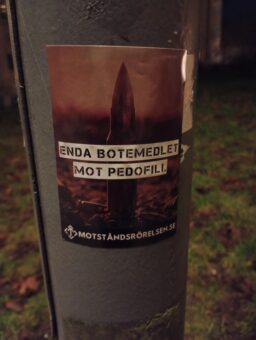 ENDA BOTEMEDLET
MOT PEDOFILI.
MOTSTÅNDSRÖRELSEN.SE